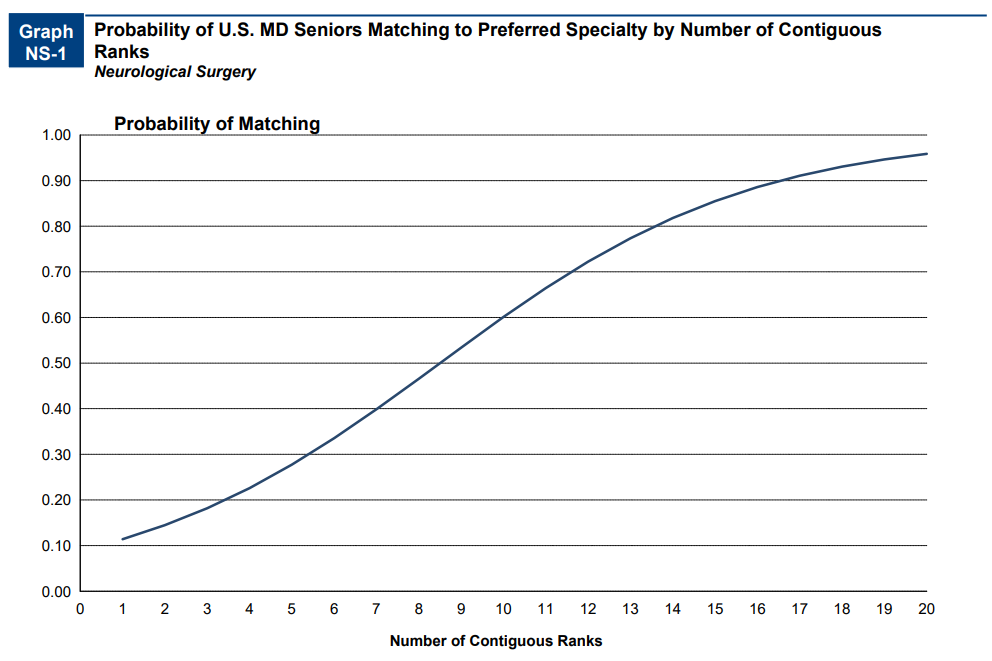 Graph
NS-1
Probability of U.S. MD Seniors Matching to Preferred Specialty by Number of Contiguous
Ranks
Neurological Surgery
Probability of Matching
1.00
0.90
0.80
0.70
0.60
0.50
0.40
0.30
0.20
0.10
0.00
0 1 2 3 4 5 6 7 8 9 10 11 12 13 14 15 16 17 18 19 20
Number of Contiguous Ranks